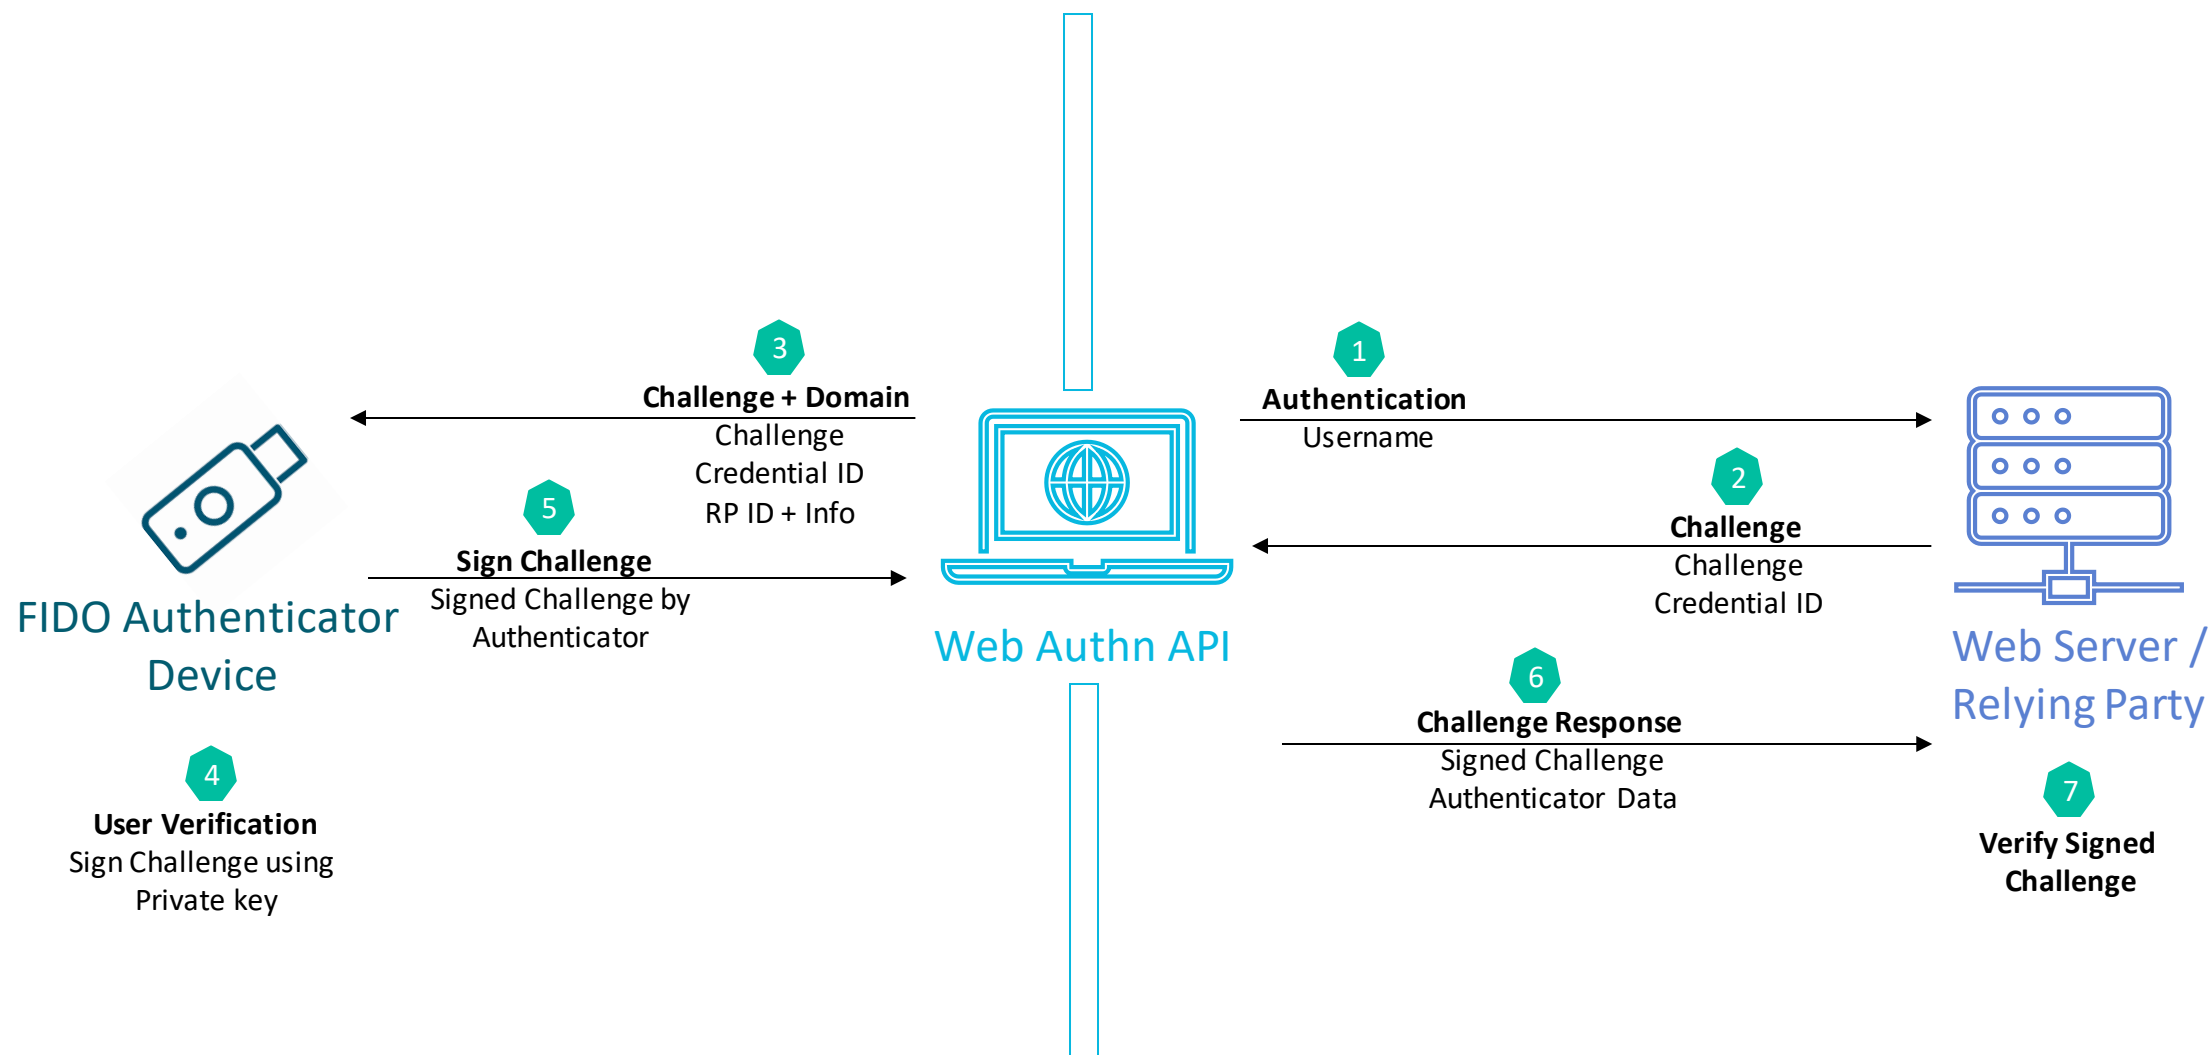 3
Challenge + Domain
Challenge
Credential ID
RP ID + Info
1
Authentication
Username
2
Challenge
Challenge
Credential ID
5
Sign Challenge
Signed Challenge by
Authenticator
FIDO Authenticator
Device
Web Authn API
Web Server /
Relying Party
6
Challenge Response
Signed Challenge
Authenticator Data
4
User Verification
Sign Challenge using
Private key
7
Verify Signed
Challenge